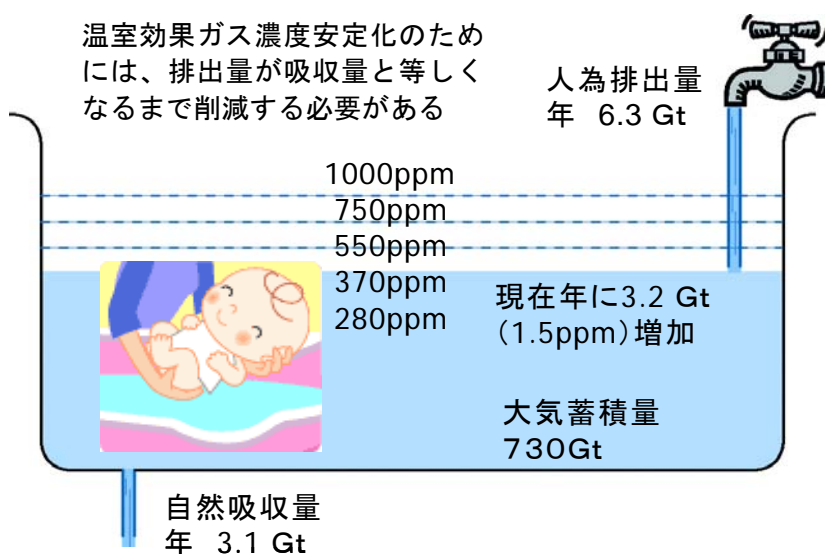 温室効果ガス濃度安定化のため
には、排出量が吸収量と等しく
なるまで削減する必要がある
人為排出量
年 6.3 Gt
1000ppm
750ppm
550ppm
370ppm
280ppm
現在年に3.2 Gt
(1.5ppm)増加
大気蓄積量
730Gt
自然吸収量
年 3.1 Gt